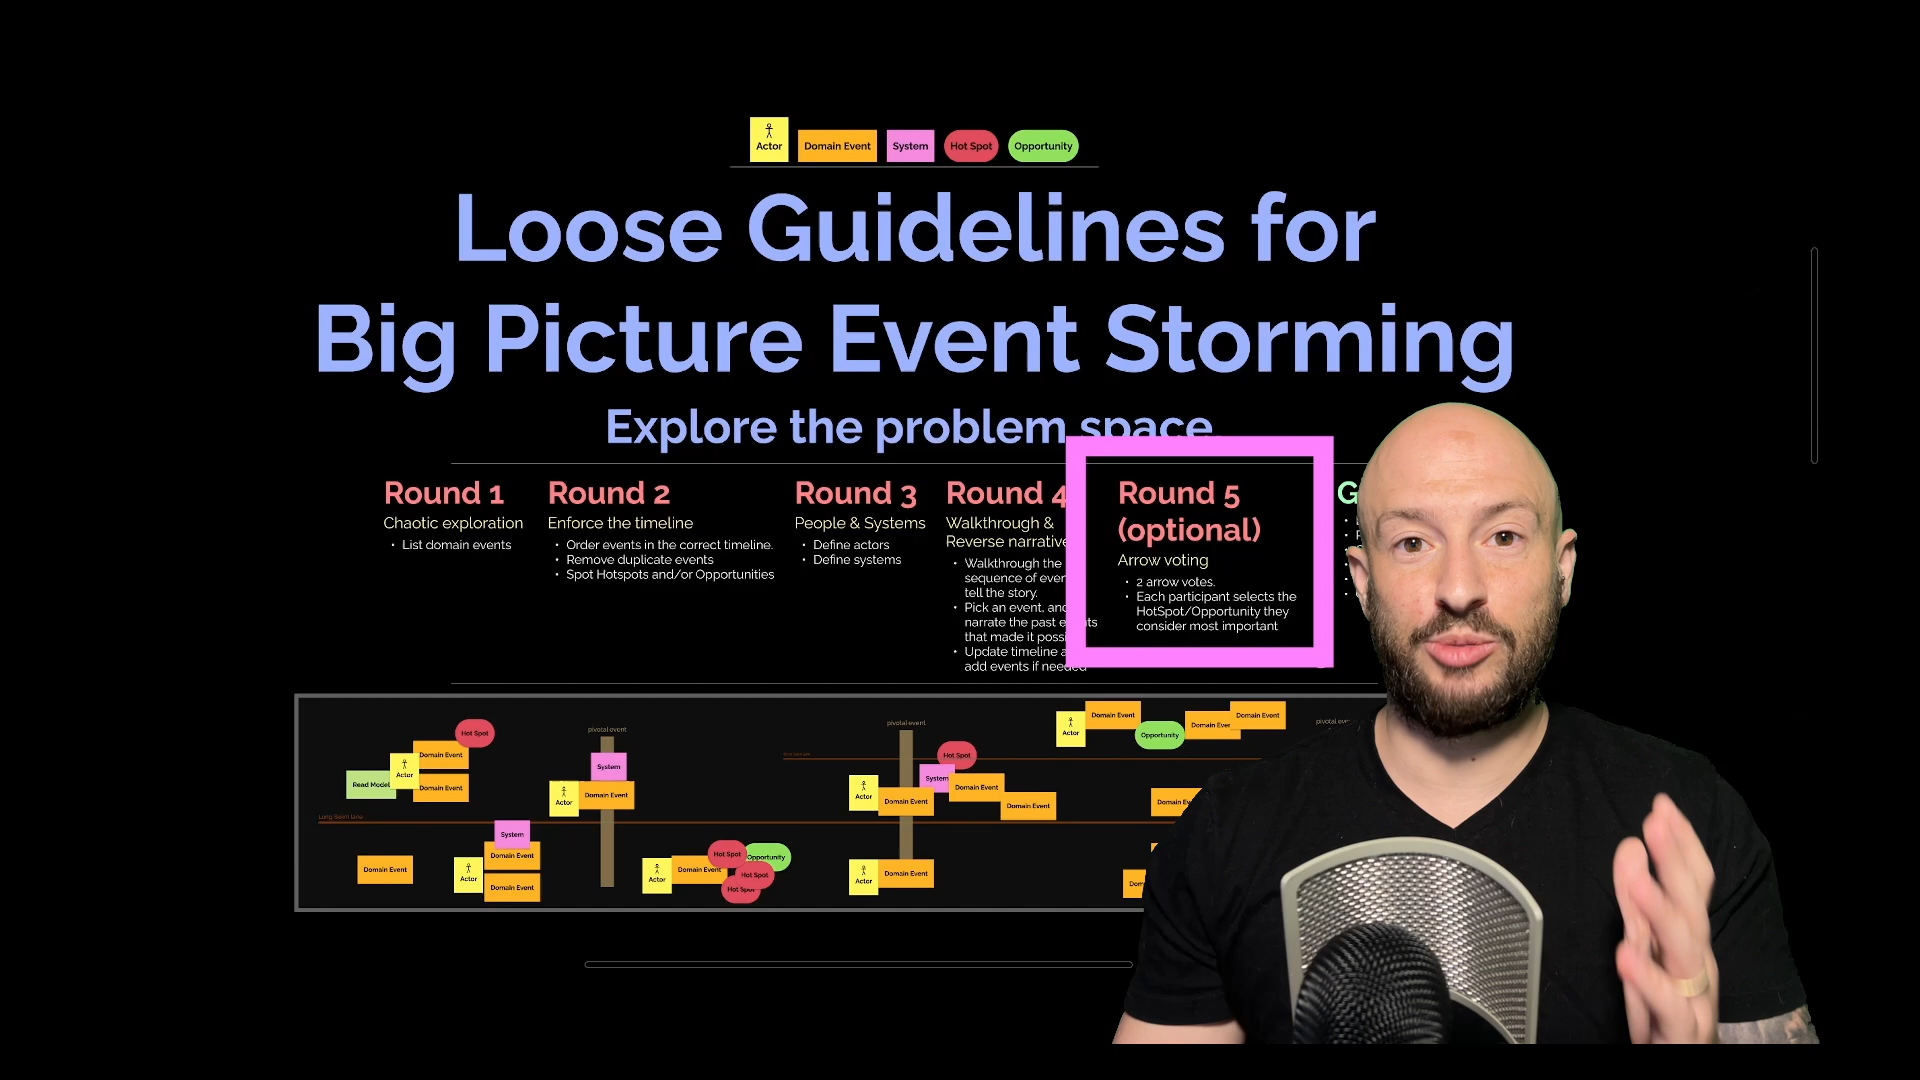 Actor
Domain Event
System
Hot Spot
Opportunity
Loose Guidelines for
Big Picture Event Storming
Explore the problem space.
Round 1
Chaotic exploration
• List domain events
Round 2
Enforce the timeline
• Order events in the correct timeline.
• Remove duplicate events
• Spot Hotspots and/or Opportunities
Round 3
People & Systems
• Define actors
• Define systems
Round 4
Walkthrough &
Reverse narrative
• Walkthrough the
sequence of
tell the story.
• Pick an event,
narrate the past
that made it
• Update timeline
add events if needed
Round 5
(optional)
Arrow voting
• 2 arrow votes.
• Each participant selects the
HotSpot/Opportunity they
consider most important
Hot Spot
Domain Event
Actor
Read Model
Domain Event
pivotal event
System
Actor
Domain Event
System
Domain Event
Domain Event
Actor
Domain Event
Actor
Domain Event
Hot Spot
Opportunity
Hot Spot
Hot Spot
pivotal event
Hot Spot
System
Actor
Domain Event
Domain Event
Domain Event
Actor
Domain Event
Actor
Domain Event
Opportunity
Domain Event
Domain Event
pivotal